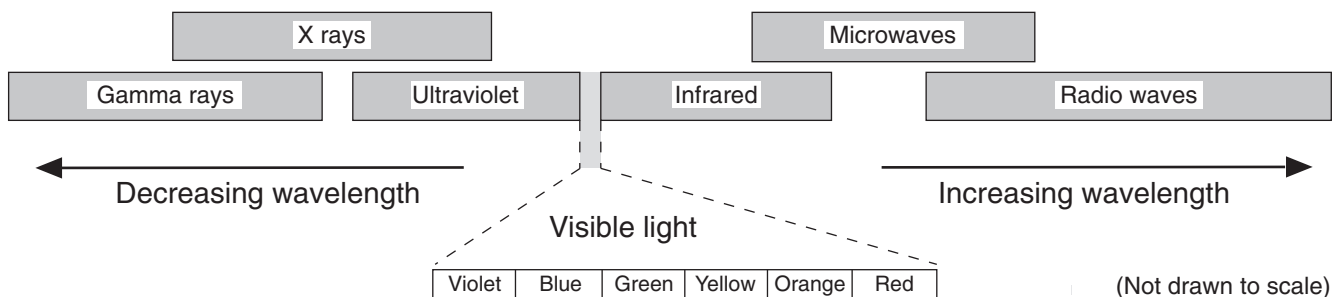 X rays
Microwaves
Gamma rays
Ultraviolet
Infrared
Radio waves
Decreasing wavelength
Increasing wavelength
Visible light
Violet Blue Green Yellow Orange Red
(Not drawn to scale)